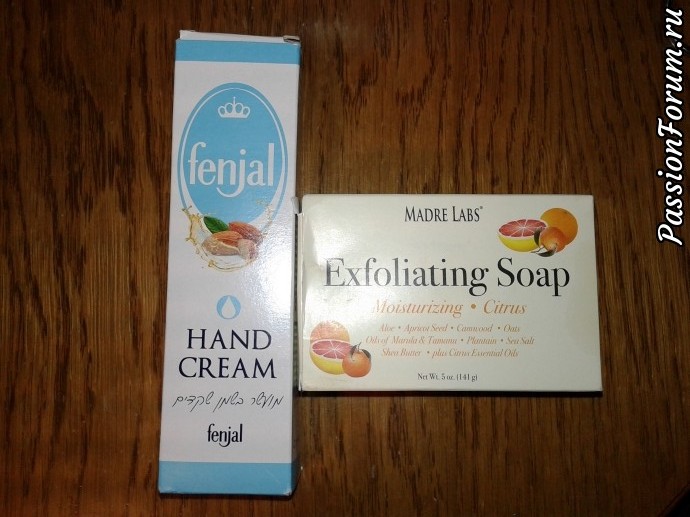 fenjal
HAND
CREAM
מועשר בשמן שקדים
fenjal
MADRE LABS®
Exfoliating Soap
Moisturizing • Citrus
Aloe • Apricot Seed • Camwood • Oats
Oils of Marula & Tamanu • Plantain • Sea Salt
Shea Butter • plus Citrus Essential Oils
Net Wt. 5 oz. (141 g)
PassionForum.ru